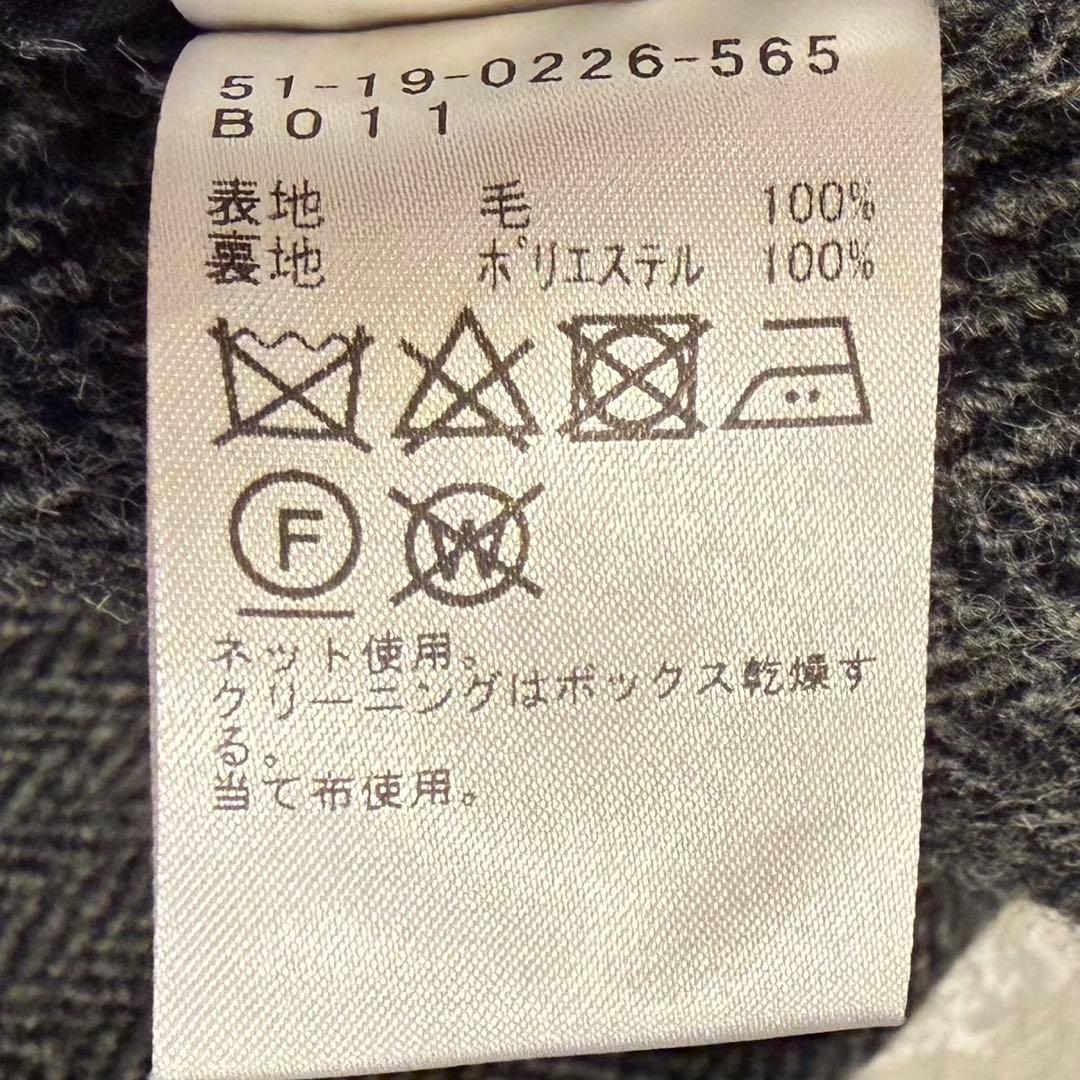 51-19-0226-565
B011
表地 毛 100%
裏地 ポリエステル 100%
F W
ネット使用。
クリーニングはボックス乾燥す
る。
当て布使用。